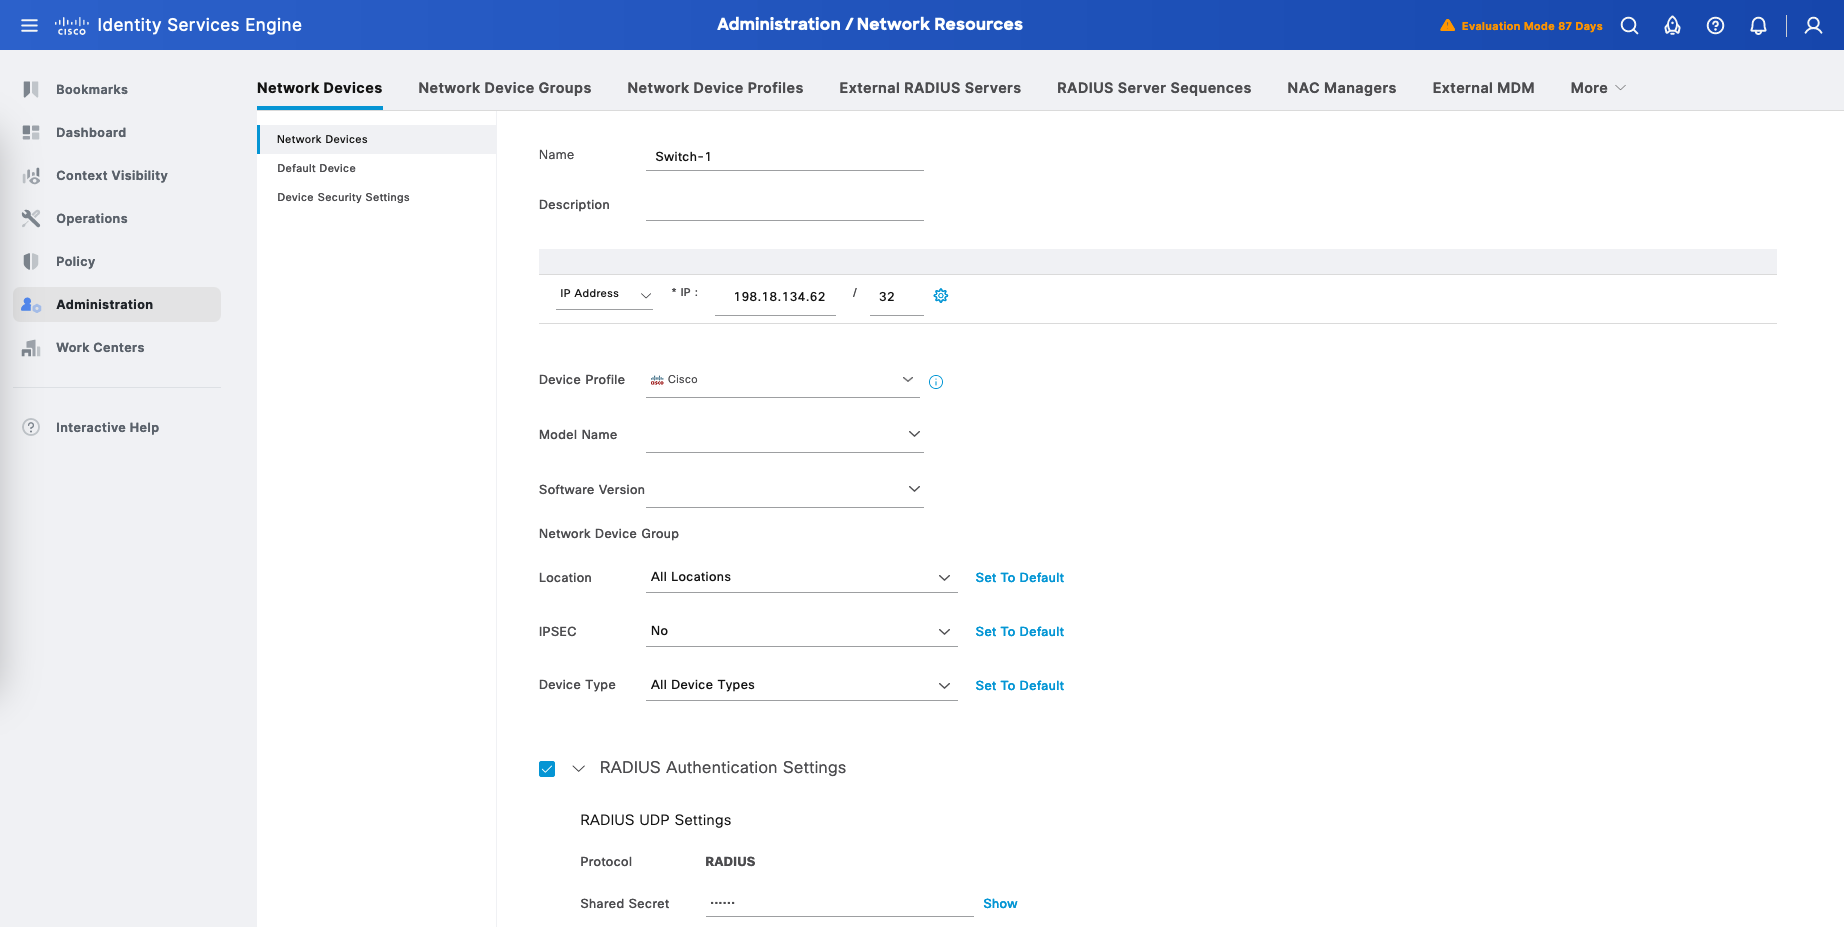 CISCO Identity Services Engine
Administration / Network Resources
Evaluation Mode 87 Days
Bookmarks
Dashboard
Context Visibility
Operations
Policy
Administration
Work Centers
Interactive Help
Network Devices Network Device Groups Network Device Profiles External RADIUS Servers RADIUS Server Sequences NAC Managers External MDM More
Network Devices
Default Device
Device Security Settings
Name Switch-1
Description
IP Address * IP : 198.18.134.62 / 32
Device Profile Cisco
Model Name
Software Version
Network Device Group
Location All Locations Set To Default
IPSEC No Set To Default
Device Type All Device Types Set To Default
RADIUS Authentication Settings
RADIUS UDP Settings
Protocol RADIUS
Shared Secret ······ Show